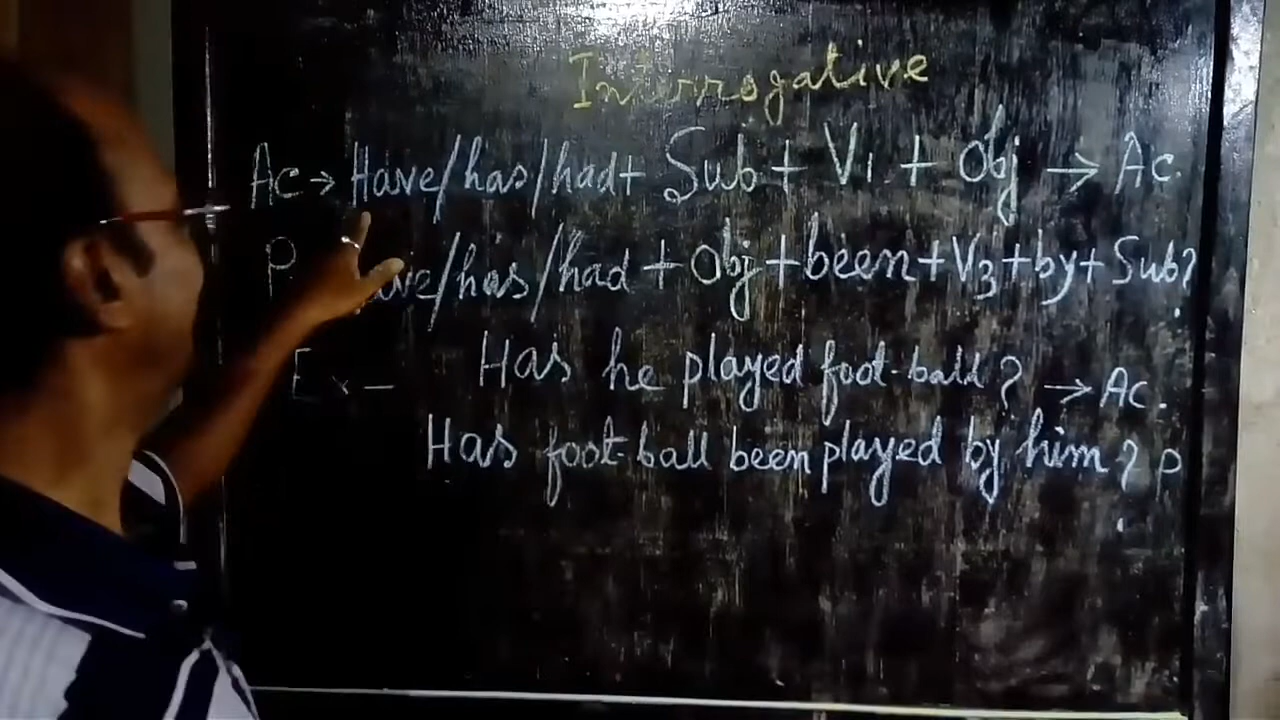 Interrogative
Ac → Have/has/had + Sub + V1 + Obj → Ac.
P ave/has/had + Obj + been + V3 + by + Sub?
Ex - Has he played foot-ball? → Ac.
Has foot-ball been played by him? P